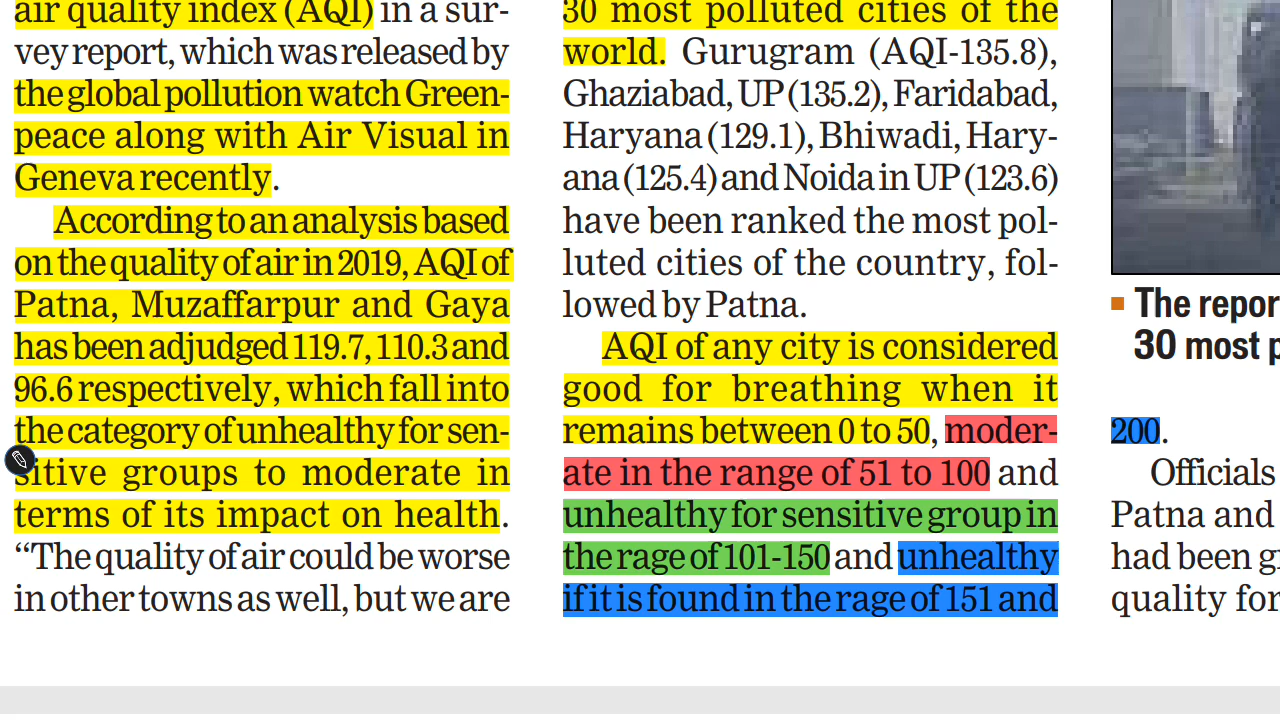 air quality index (AQI) in a sur-
vey report, which was released by
the global pollution watch Green-
peace along with Air Visual in
Geneva recently.
According to an analysis based
on the quality of air in 2019, AQI of
Patna, Muzaffarpur and Gaya
has been adjudged 119.7, 110.3 and
96.6 respectively, which fall into
the category of unhealthy for sen-
sitive groups to moderate in
terms of its impact on health.
“The quality of air could be worse
in other towns as well, but we are
30 most polluted cities of the
world. Gurugram (AQI-135.8),
Ghaziabad, UP (135.2), Faridabad,
Haryana (129.1), Bhiwadi, Hary-
ana (125.4) and Noida in UP (123.6)
have been ranked the most pol-
luted cities of the country, fol-
lowed by Patna.
AQI of any city is considered
good for breathing when it
remains between 0 to 50, moder-
ate in the range of 51 to 100 and
unhealthy for sensitive group in
the rage of 101-150 and unhealthy
if it is found in the rage of 151 and
The repor
30 most p
200.
Officials
Patna and
had been gi
quality for